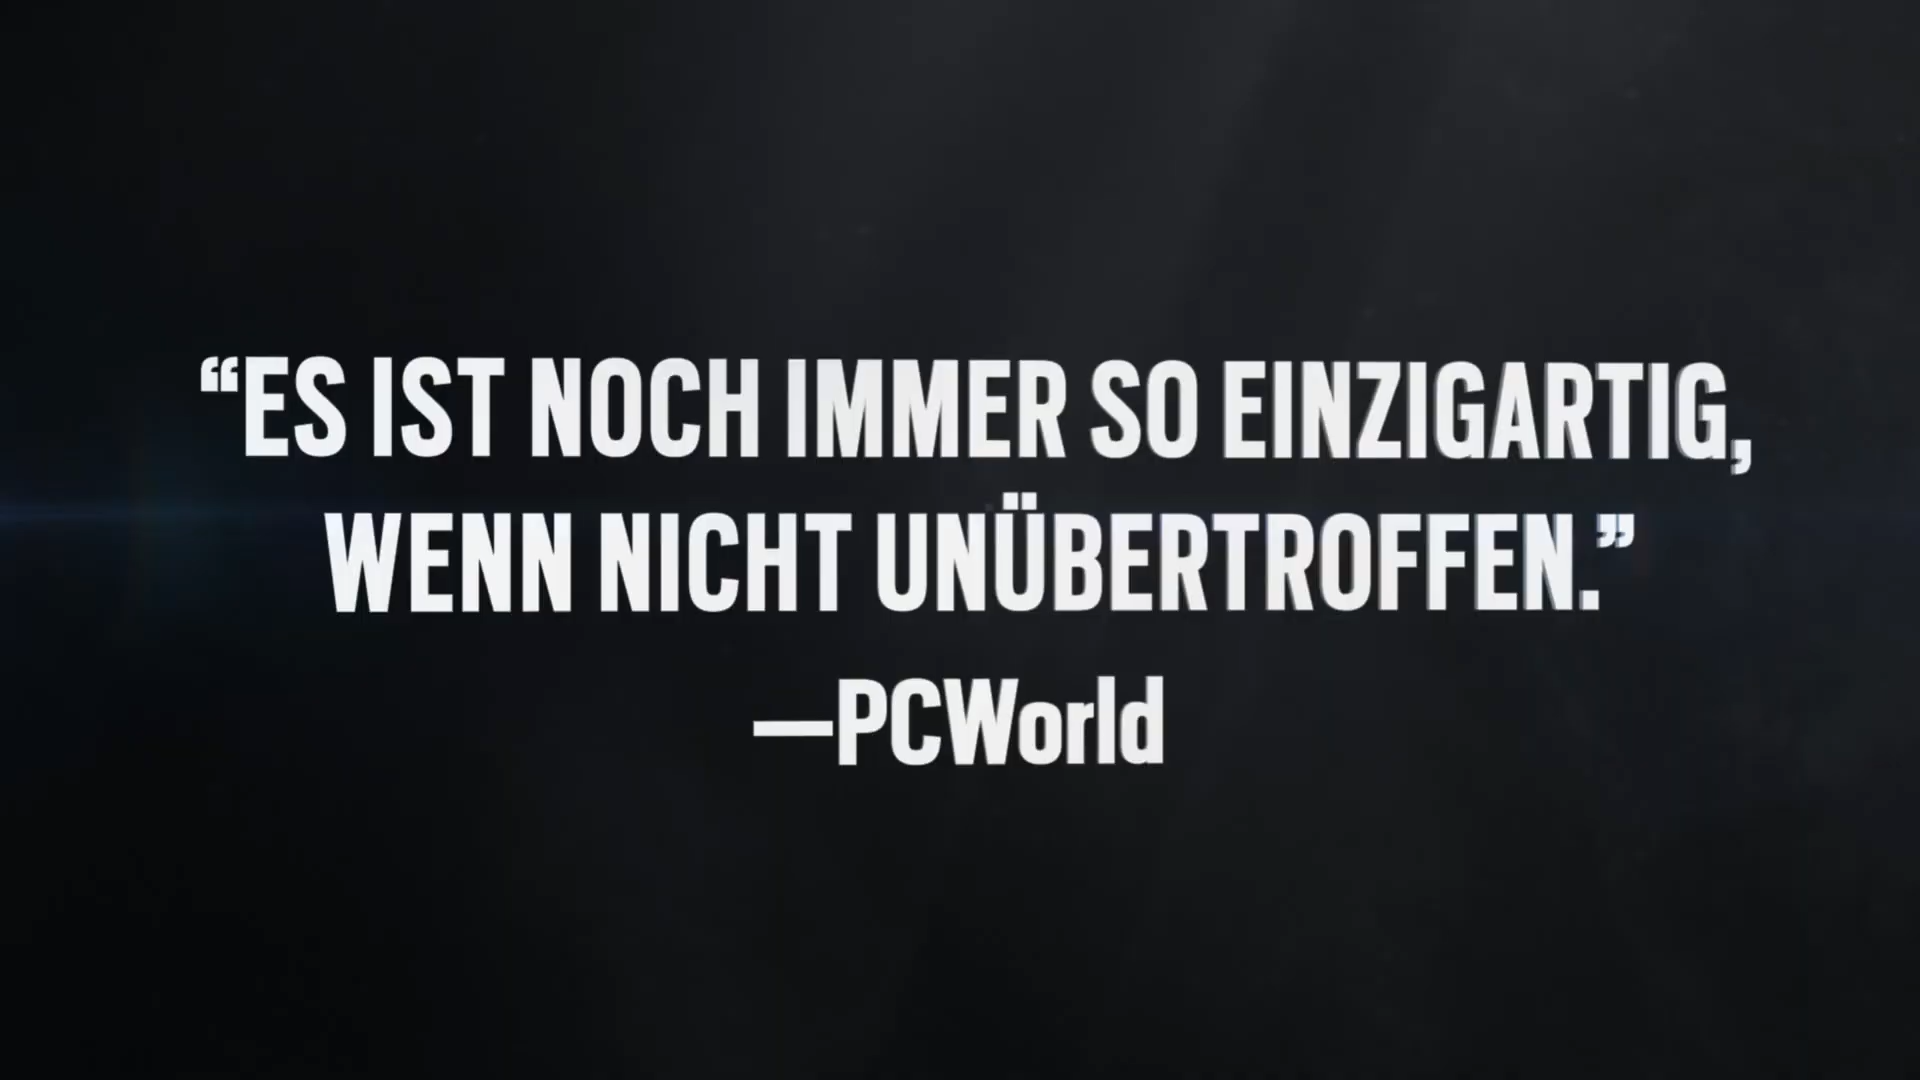 “ES IST NOCH IMMER SO EINZIGARTIG,
WENN NICHT UNÜBERTROFFEN.”
—PCWorld